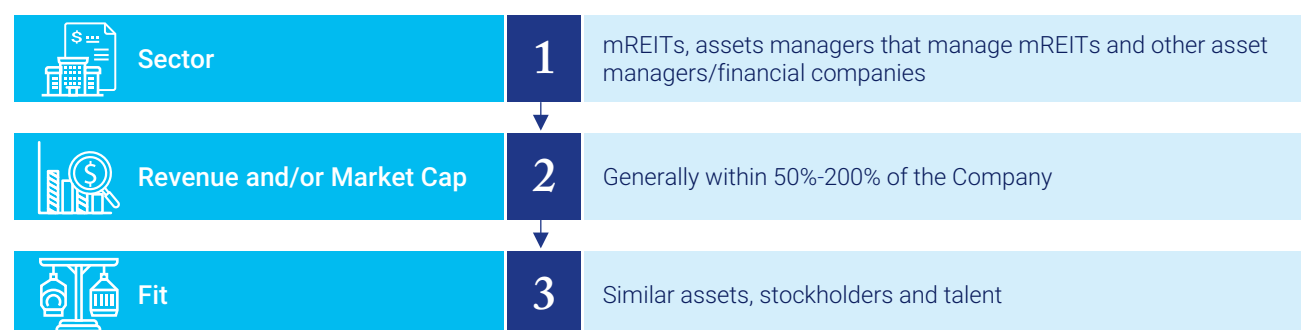 Sector
1
mREITs, assets managers that manage mREITs and other asset
managers/financial companies
Revenue and/or Market Cap
2
Generally within 50%-200% of the Company
Fit
3
Similar assets, stockholders and talent